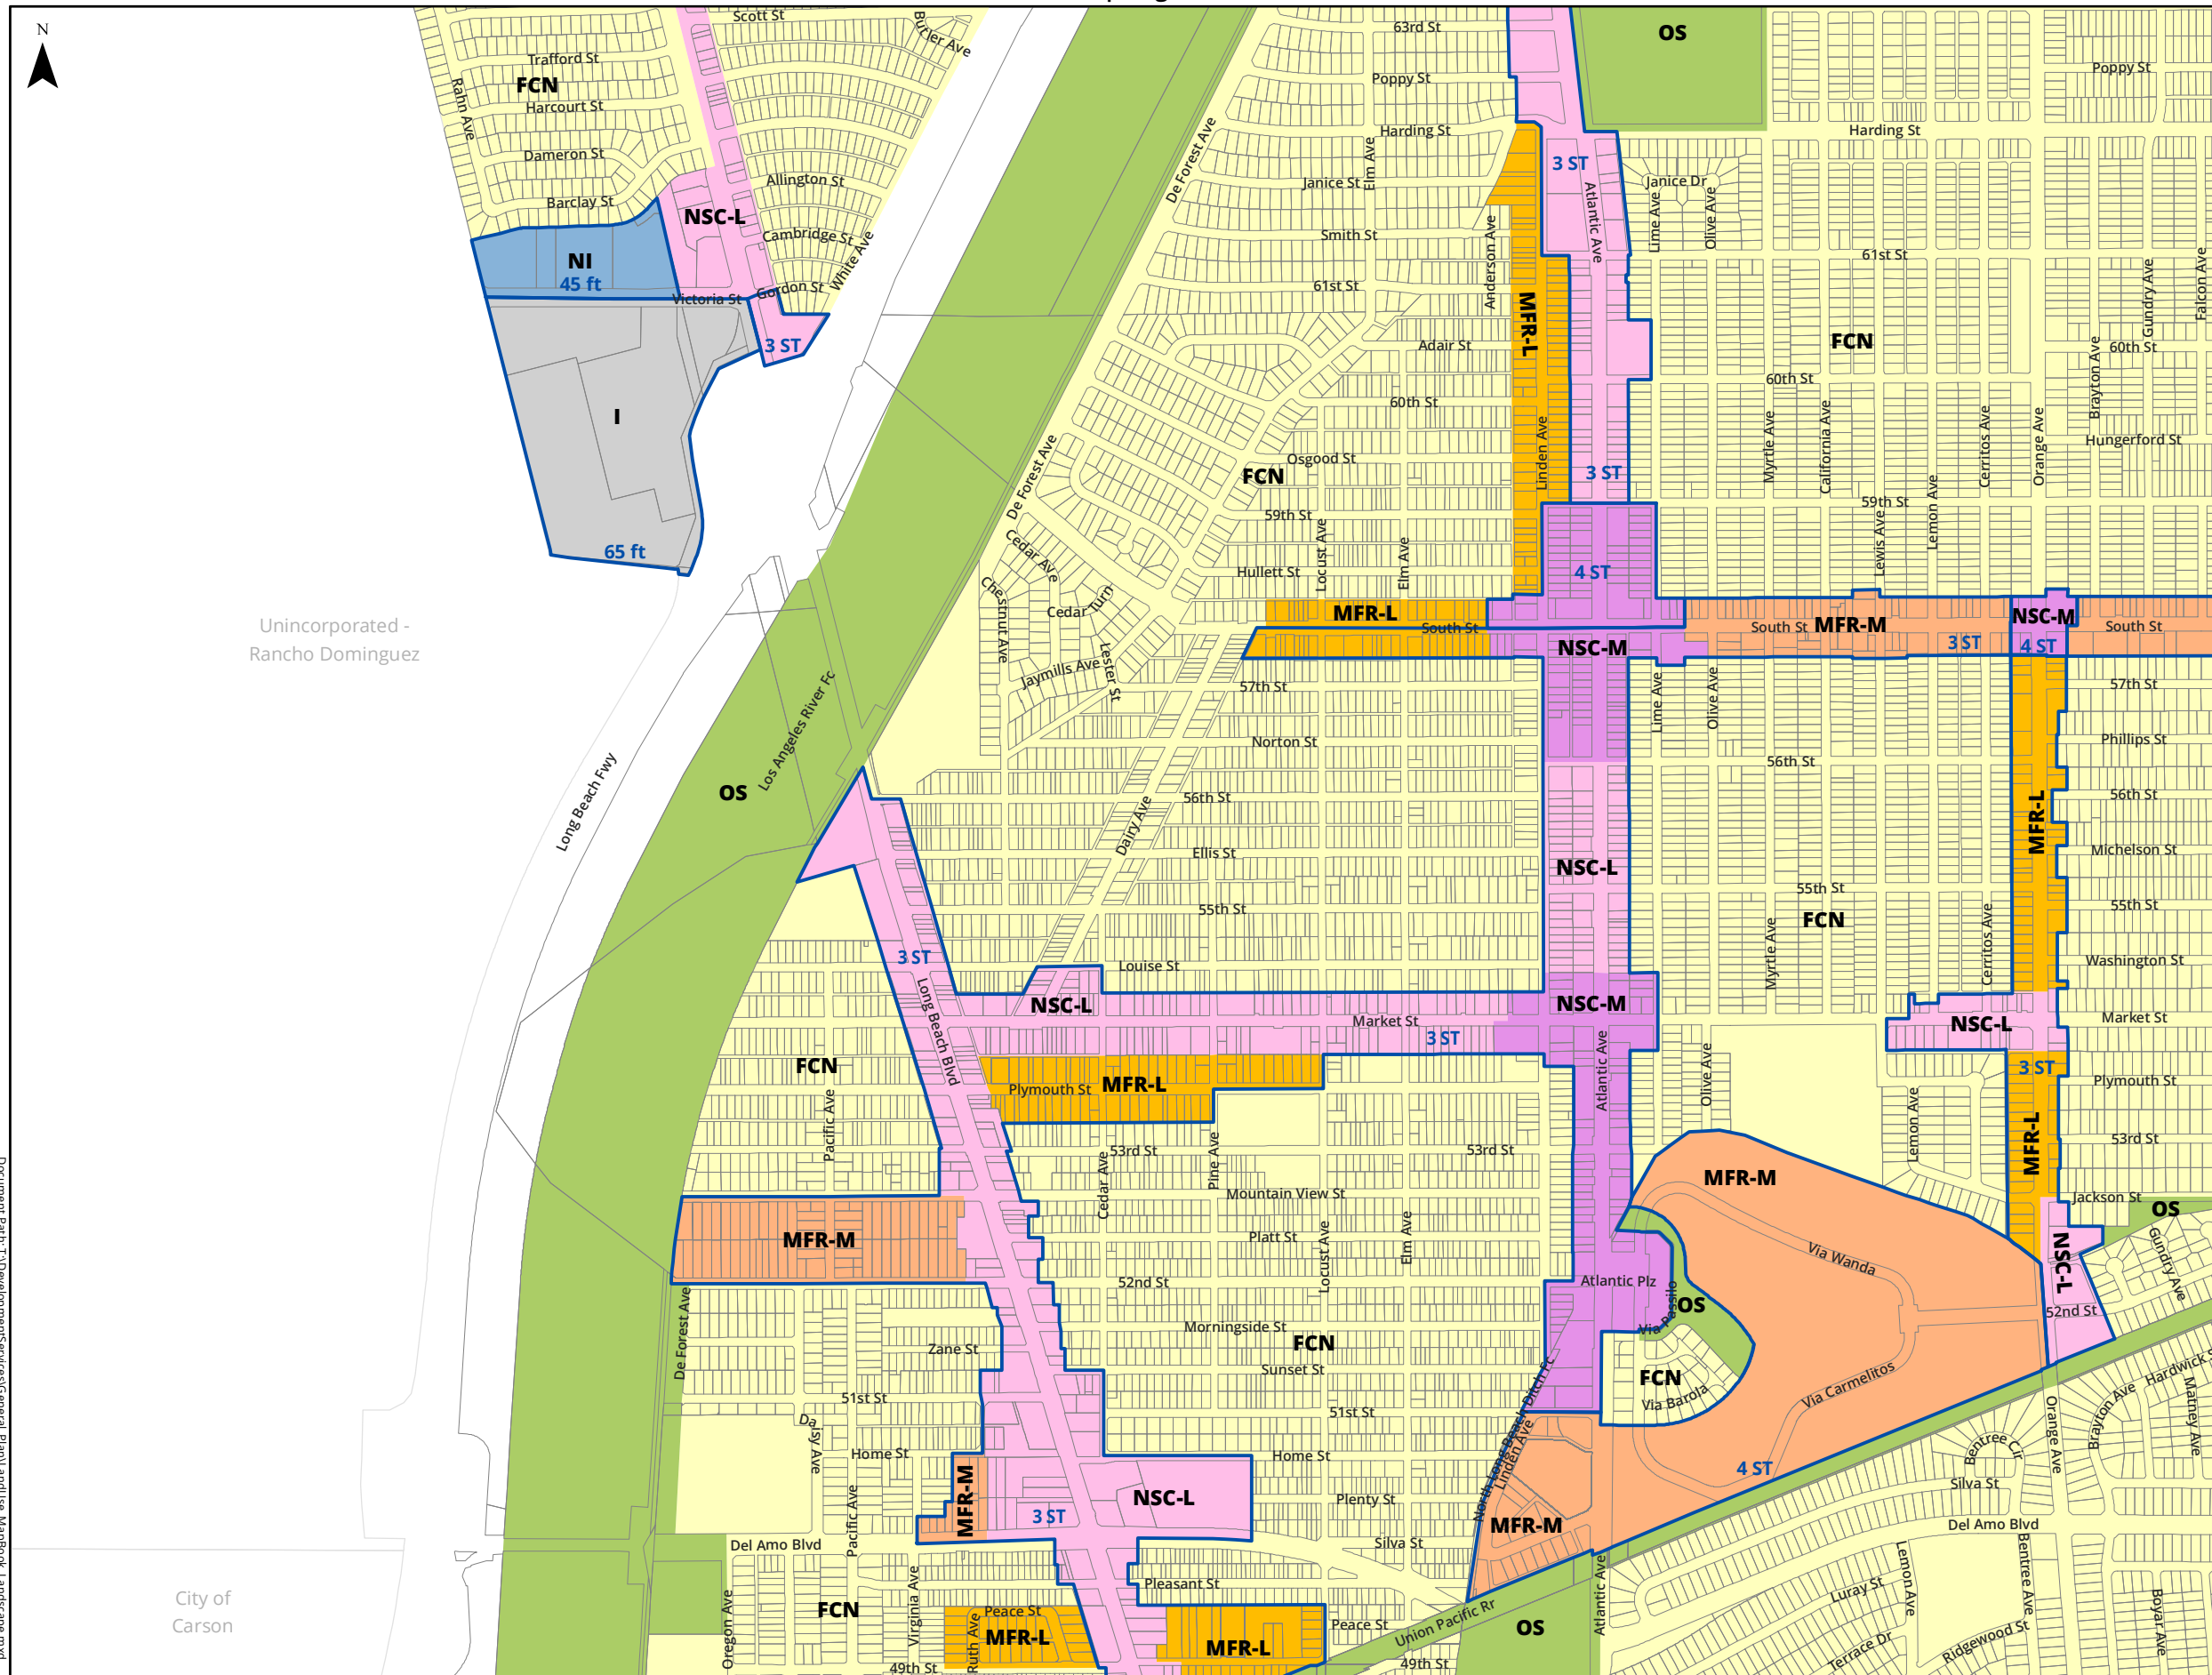 N
Scott St
Butler Ave
63rd St
OS
Trafford St
FCN
Rahn Ave
Harcourt St
Poppy St
Poppy St
De Forest Ave
Harding St
Harding St
Elm Ave
Dameron St
Allington St
Janice St
3 ST
Atlantic Ave
Janice Dr
Lime Ave
Olive Ave
Barclay St
NSC-L
Cambridge St
White Ave
Smith St
Anderson Ave
61st St
NI
45 ft
Victoria St
Gordon St
61st St
MFR-L
Gundry Ave
Falcon Ave
3 ST
Adair St
FCN
60th St
Brayton Ave
60th St
60th St
I
Myrtle Ave
California Ave
Cerritos Ave
Orange Ave
Hungerford St
De Forest Ave
FCN
Osgood St
Linden Ave
3 ST
59th St
Lemon Ave
59th St
Locust Ave
Elm Ave
Lewis Ave
65 ft
Cedar Ave
Hullett St
4 ST
Chestnut Ave
Cedar Turn
MFR-L
South St
NSC-M
South St
MFR-M
3 ST
NSC-M
4 ST
South St
Unincorporated -
Rancho Dominguez
Jaymills Ave
Lester St
57th St
Lime Ave
Olive Ave
57th St
Los Angeles River Fc
Norton St
56th St
Phillips St
OS
Long Beach Fwy
56th St
Dairy Ave
56th St
MFR-L
Ellis St
NSC-L
Michelson St
55th St
55th St
FCN
55th St
3 ST
Long Beach Blvd
Louise St
Myrtle Ave
Cerritos Ave
Washington St
NSC-L
Market St
3 ST
NSC-M
Atlantic Ave
NSC-L
Market St
FCN
MFR-L
Plymouth St
Olive Ave
3 ST
Plymouth St
Pacific Ave
53rd St
Cedar Ave
Pine Ave
53rd St
Lemon Ave
MFR-L
53rd St
Mountain View St
MFR-M
Jackson St
OS
MFR-M
Platt St
Locust Ave
Elm Ave
Via Wanda
NSC-L
Gundry Ave
52nd St
Atlantic Plz
Via Passilo
OS
52nd St
De Forest Ave
Zane St
Morningside St
FCN
Sunset St
FCN
Via Barola
Via Carmelitos
Hardwick St
51st St
Daisy Ave
51st St
North Long Beach Ditch Fc
Linden Ave
Orange Ave
Brayton Ave
Matney Ave
Home St
Home St
Bentree Cir
4 ST
Silva St
MFR-M
3 ST
NSC-L
Plenty St
MFR-M
Del Amo Blvd
Pacific Ave
Del Amo Blvd
Silva St
City of
Carson
Oregon Ave
FCN
Virginia Ave
Pleasant St
Atlantic Ave
Luray St
Lemon Ave
Bentree Ave
Boyar Ave
Peace St
Ruth Ave
MFR-L
MFR-L
Peace St
Union Pacific Rr
OS
Terrace Dr
Ridgewood St
49th St
49th St